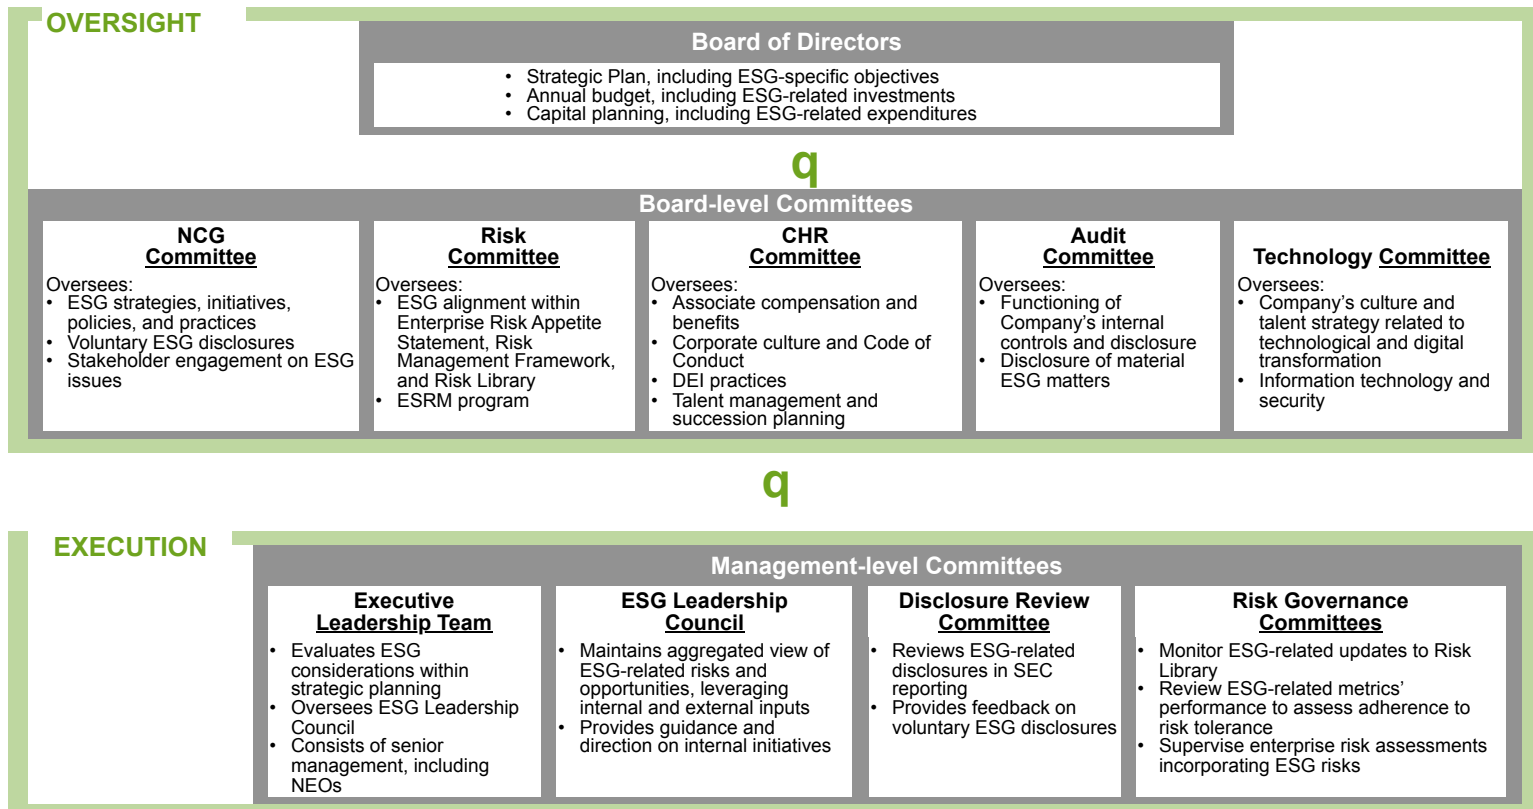 OVERSIGHT
Board of Directors
• Strategic Plan, including ESG-specific objectives
• Annual budget, including ESG-related investments
• Capital planning, including ESG-related expenditures
q
Board-level Committees
NCG
Committee
Oversees:
• ESG strategies, initiatives,
policies, and practices
• Voluntary ESG disclosures
• Stakeholder engagement on ESG
issues
Risk
Committee
Oversees:
• ESG alignment within
Enterprise Risk Appetite
Statement, Risk
Management Framework,
and Risk Library
• ESRM program
CHR
Committee
Oversees:
• Associate compensation and
benefits
• Corporate culture and Code of
Conduct
• DEI practices
• Talent management and
succession planning
Audit
Committee
Oversees:
• Functioning of
Company's internal
controls and disclosure
• Disclosure of material
ESG matters
Technology Committee
Oversees:
• Company's culture and
talent strategy related to
technological and digital
transformation
• Information technology and
security
q
EXECUTION
Management-level Committees
Executive
Leadership Team
• Evaluates ESG
considerations within
strategic planning
• Oversees ESG Leadership
Council
• Consists of senior
management, including
NEOs
ESG Leadership
Council
• Maintains aggregated view of
ESG-related risks and
opportunities, leveraging
internal and external inputs
• Provides guidance and
direction on internal initiatives
Disclosure Review
Committee
• Reviews ESG-related
disclosures in SEC
reporting
• Provides feedback on
voluntary ESG disclosures
Risk Governance
Committees
• Monitor ESG-related updates to Risk
Library
• Review ESG-related metrics'
performance to assess adherence to
risk tolerance
• Supervise enterprise risk assessments
incorporating ESG risks